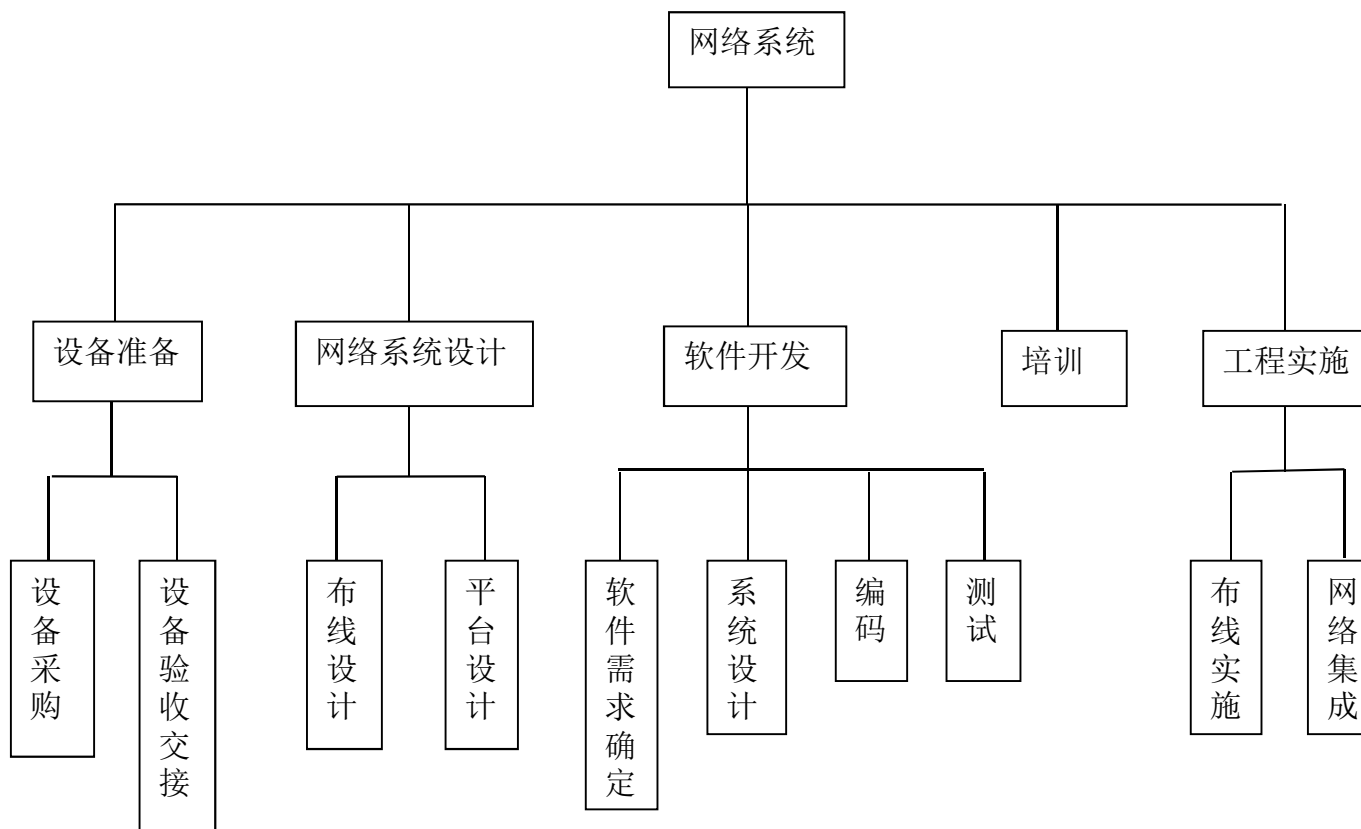 网络系统
设备准备
网络系统设计
软件开发
培训
工程实施
设备采购
设备验收交接
布线设计
平台设计
软件需求确定
系统设计
编码
测试
布线实施
网络集成